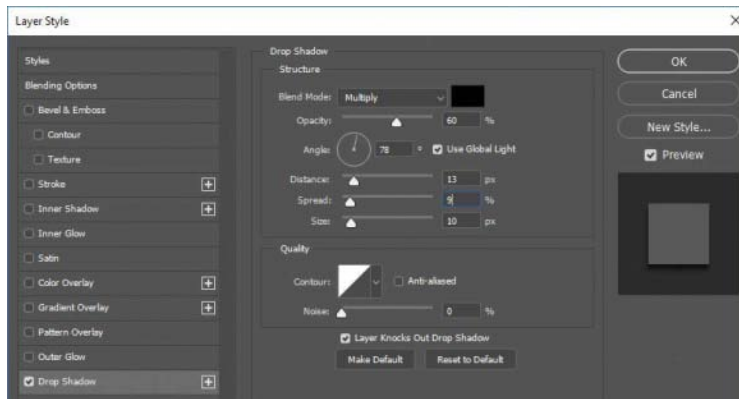 Layer Style
Styles
Blending Options
Bevel & Emboss
Contour
Texture
Stroke
Inner Shadow
Inner Glow
Satin
Color Overlay
Gradient Overlay
Pattern Overlay
Outer Glow
Drop Shadow
Drop Shadow
Structure
Blend Mode: Multiply
Opacity: 60 %
Angle: 78 ° Use Global Light
Distance: 13 px
Spread: 9 %
Size: 10 px
Quality
Contour: Anti-aliased
Noise: 0 %
Layer Knocks Out Drop Shadow
Make Default Reset to Default
OK
Cancel
New Style...
Preview